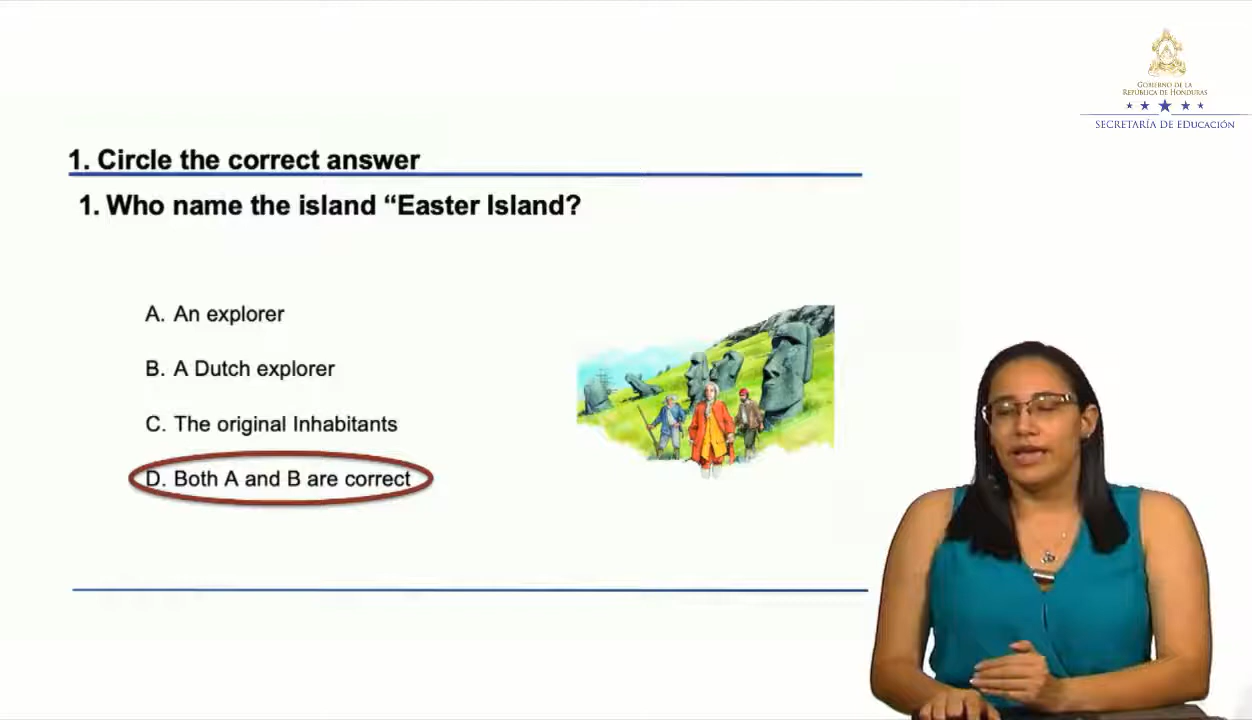 GOBIERNO DE LA
REPÚBLICA DE HONDURAS
SECRETARÍA DE EDUCACIÓN
1. Circle the correct answer
1. Who name the island “Easter Island?
A. An explorer
B. A Dutch explorer
C. The original Inhabitants
D. Both A and B are correct